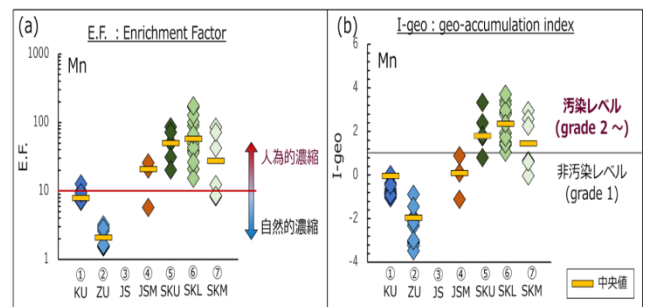 (a)
E.F. : Enrichment Factor
1000
100
10
1
E.F.
Mn
人為的濃縮
自然的濃縮
① ② ③ ④ ⑤ ⑥ ⑦
KU ZU JS JSM SKU SKL SKM
(b)
I-geo : geo-accumulation index
6
4
2
0
-2
-4
I-geo
Mn
汚染レベル
(grade 2 ~)
非汚染レベル
(grade 1)
① ② ③ ④ ⑤ ⑥ ⑦
KU ZU JS JSM SKU SKL SKM
中央値